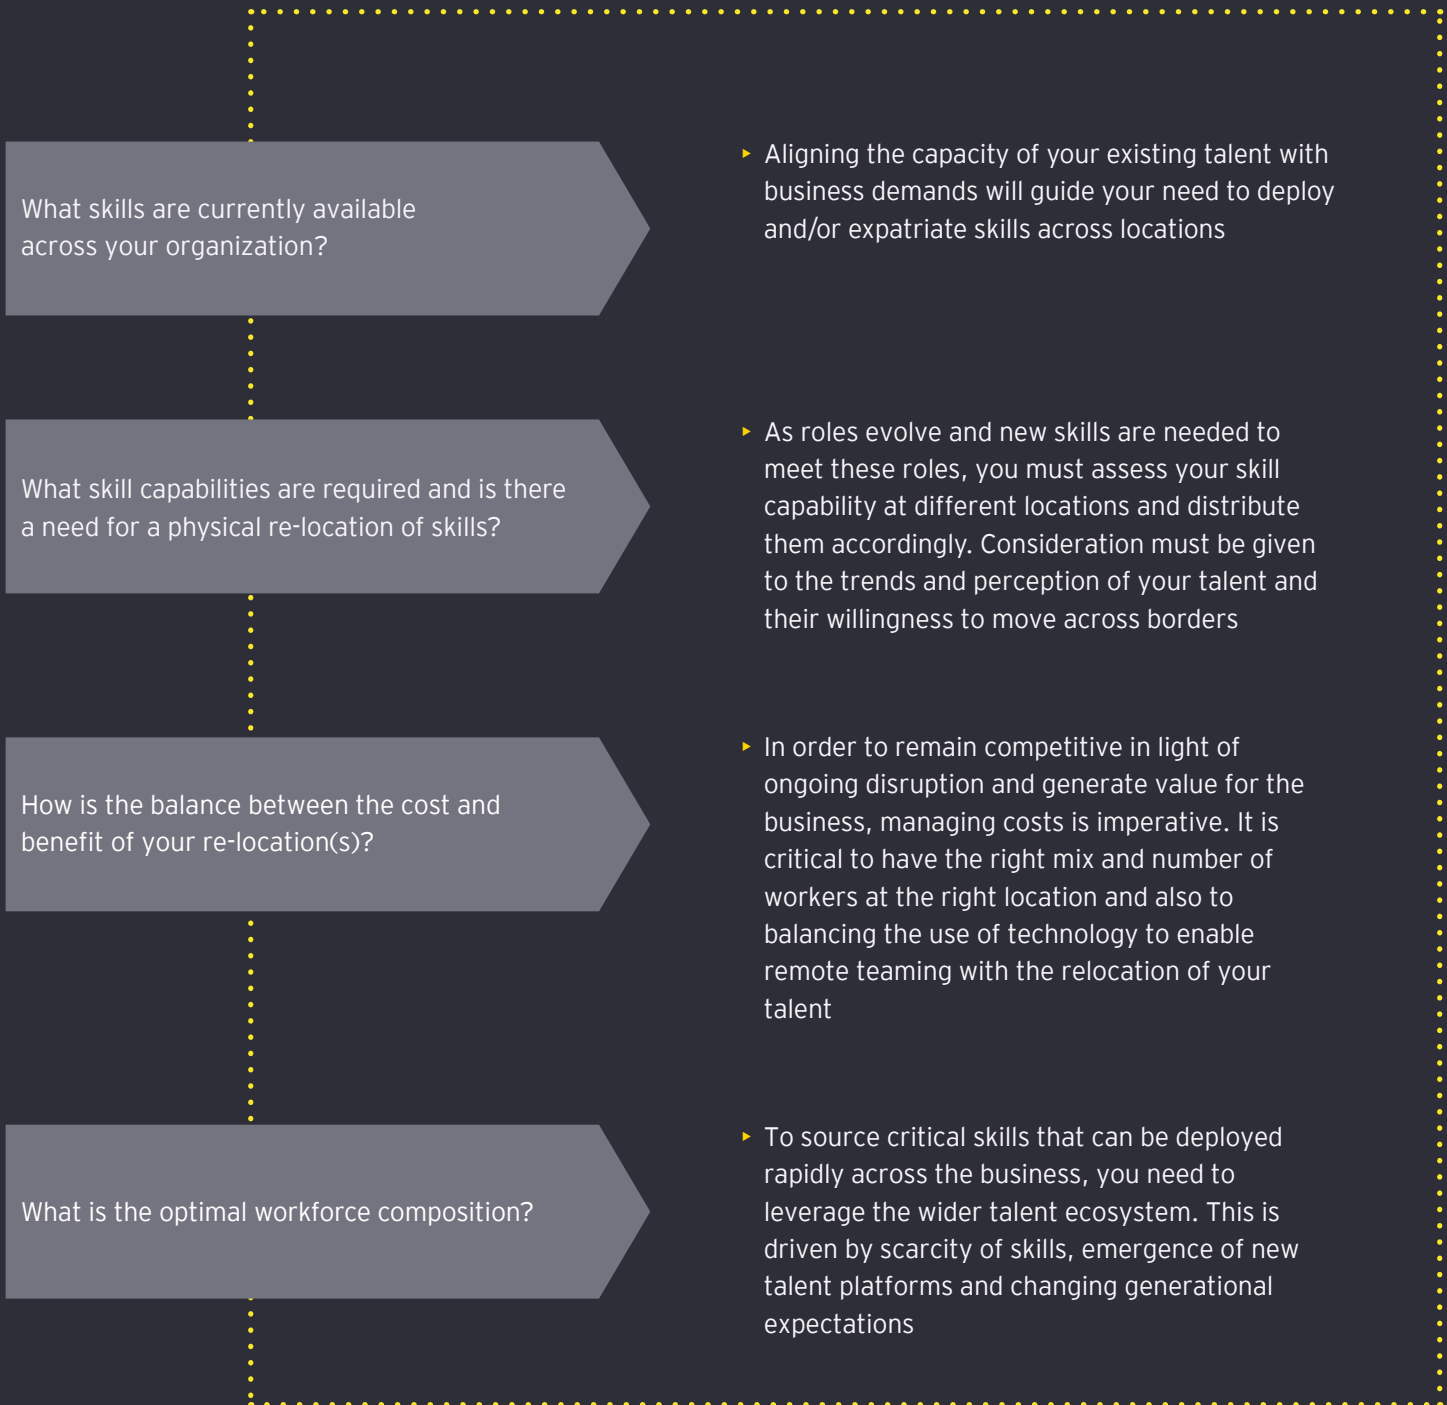 What skills are currently available
across your organization?
▸ Aligning the capacity of your existing talent with
business demands will guide your need to deploy
and/or expatriate skills across locations
What skill capabilities are required and is there
a need for a physical re-location of skills?
▸ As roles evolve and new skills are needed to
meet these roles, you must assess your skill
capability at different locations and distribute
them accordingly. Consideration must be given
to the trends and perception of your talent and
their willingness to move across borders
How is the balance between the cost and
benefit of your re-location(s)?
▸ In order to remain competitive in light of
ongoing disruption and generate value for the
business, managing costs is imperative. It is
critical to have the right mix and number of
workers at the right location and also to
balancing the use of technology to enable
remote teaming with the relocation of your
talent
What is the optimal workforce composition?
▸ To source critical skills that can be deployed
rapidly across the business, you need to
leverage the wider talent ecosystem. This is
driven by scarcity of skills, emergence of new
talent platforms and changing generational
expectations